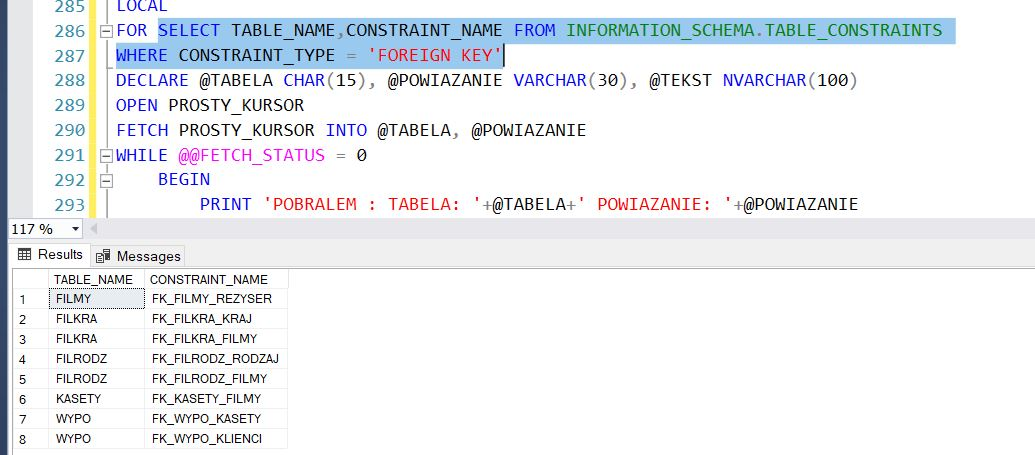 285 LOCAL
286 FOR SELECT TABLE_NAME,CONSTRAINT_NAME FROM INFORMATION_SCHEMA.TABLE_CONSTRAINTS
287 WHERE CONSTRAINT_TYPE = 'FOREIGN KEY'
288 DECLARE @TABELA CHAR(15), @POWIAZANIE VARCHAR(30), @TEKST NVARCHAR(100)
289 OPEN PROSTY_KURSOR
290 FETCH PROSTY_KURSOR INTO @TABELA, @POWIAZANIE
291 WHILE @@FETCH_STATUS = 0
292 BEGIN
293 PRINT 'POBRALEM : TABELA: '+@TABELA+' POWIAZANIE: '+@POWIAZANIE
117 %
Results Messages
TABLE_NAME CONSTRAINT_NAME
1 FILMY FK_FILMY_REZYSER
2 FILKRA FK_FILKRA_KRAJ
3 FILKRA FK_FILKRA_FILMY
4 FILRODZ FK_FILRODZ_RODZAJ
5 FILRODZ FK_FILRODZ_FILMY
6 KASETY FK_KASETY_FILMY
7 WYPO FK_WYPO_KASETY
8 WYPO FK_WYPO_KLIENCI